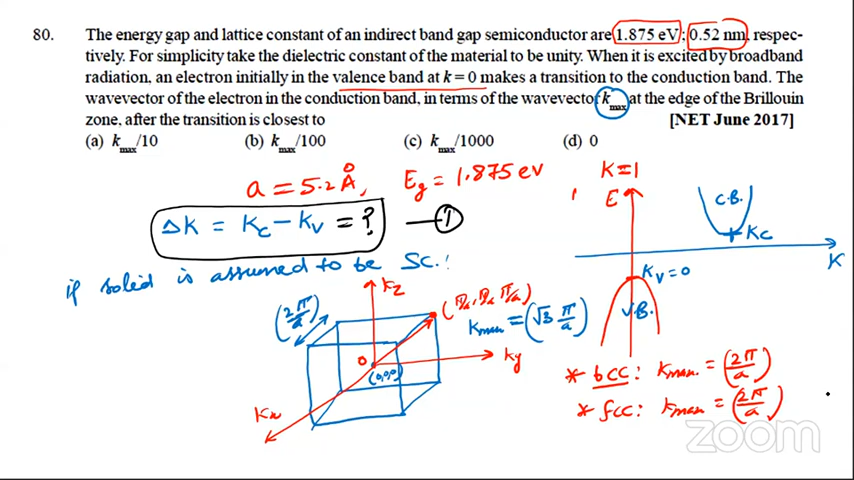 80. The energy gap and lattice constant of an indirect band gap semiconductor are 1.875 eV; 0.52 nm, respec-
tively. For simplicity take the dielectric constant of the material to be unity. When it is excited by broadband
radiation, an electron initially in the valence band at k = 0 makes a transition to the conduction band. The
wavevector of the electron in the conduction band, in terms of the wavevector k_max at the edge of the Brillouin
zone, after the transition is closest to [NET June 2017]
(a) k_max/10 (b) k_max/100 (c) k_max/1000 (d) 0
a = 5.2 Å, Eg = 1.875 eV
K=1
ΔK = Kc - Kv = ? — ①
E
C.B.
Kc
K
Kv = 0
V.B.
if solid is assumed to be SC.:
(2π/a)
Kz
(π/a, π/a, π/a)
Kmax = (√3 π/a)
0
(0,0,0)
Ky
Kx
* bcc: Kmax. = (2π/a)
* fcc: Kmax = (2π/a)
zoom